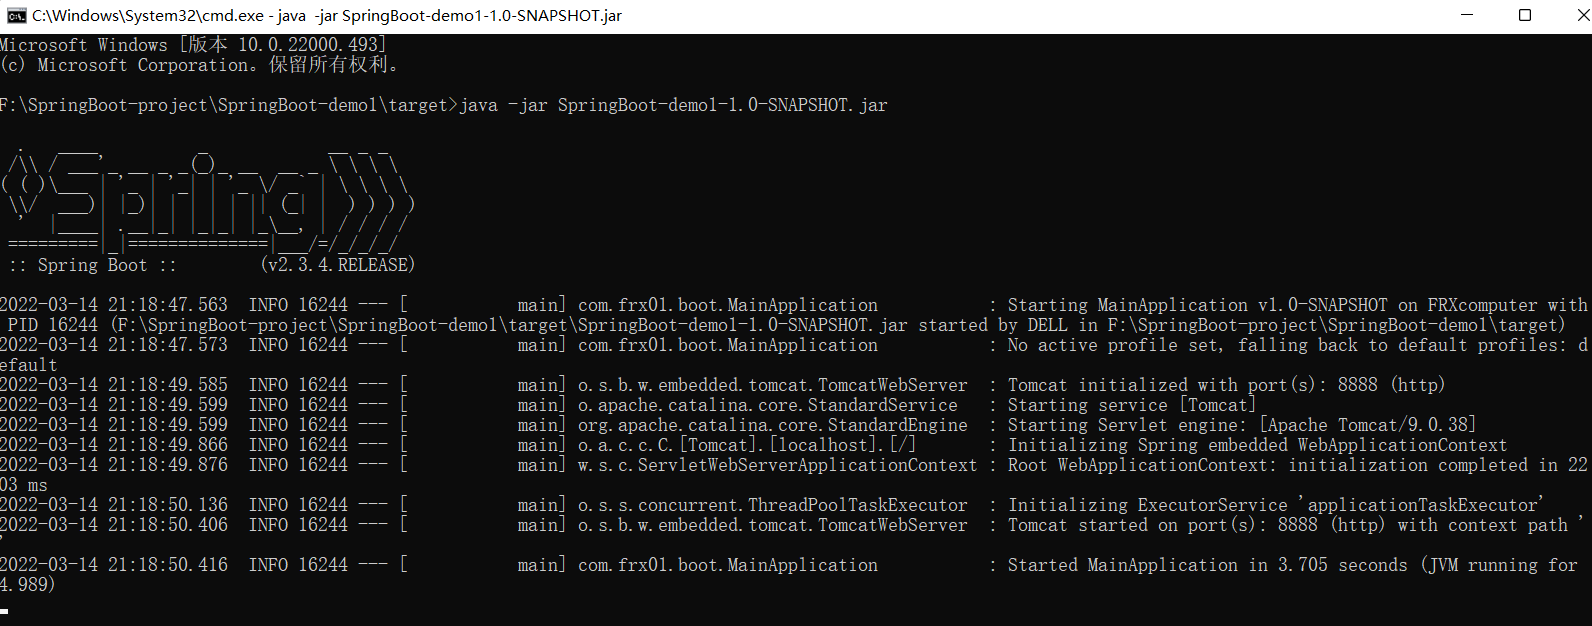 C:\Windows\System32\cmd.exe - java  -jar SpringBoot-demo1-1.0-SNAPSHOT.jar
Microsoft Windows [版本 10.0.22000.493]
(c) Microsoft Corporation。保留所有权利。
F:\SpringBoot-project\SpringBoot-demo1\target>java -jar SpringBoot-demo1-1.0-SNAPSHOT.jar
Spring
:: Spring Boot ::        (v2.3.4.RELEASE)
2022-03-14 21:18:47.563  INFO 16244 --- [           main] com.frx01.boot.MainApplication           : Starting MainApplication v1.0-SNAPSHOT on FRXcomputer with
PID 16244 (F:\SpringBoot-project\SpringBoot-demo1\target\SpringBoot-demo1-1.0-SNAPSHOT.jar started by DELL in F:\SpringBoot-project\SpringBoot-demo1\target)
2022-03-14 21:18:47.573  INFO 16244 --- [           main] com.frx01.boot.MainApplication           : No active profile set, falling back to default profiles: d
efault
2022-03-14 21:18:49.585  INFO 16244 --- [           main] o.s.b.w.embedded.tomcat.TomcatWebServer  : Tomcat initialized with port(s): 8888 (http)
2022-03-14 21:18:49.599  INFO 16244 --- [           main] o.apache.catalina.core.StandardService   : Starting service [Tomcat]
2022-03-14 21:18:49.599  INFO 16244 --- [           main] org.apache.catalina.core.StandardEngine  : Starting Servlet engine: [Apache Tomcat/9.0.38]
2022-03-14 21:18:49.866  INFO 16244 --- [           main] o.a.c.c.C.[Tomcat].[localhost].[/]       : Initializing Spring embedded WebApplicationContext
2022-03-14 21:18:49.876  INFO 16244 --- [           main] w.s.c.ServletWebServerApplicationContext : Root WebApplicationContext: initialization completed in 22
03 ms
2022-03-14 21:18:50.136  INFO 16244 --- [           main] o.s.s.concurrent.ThreadPoolTaskExecutor  : Initializing ExecutorService 'applicationTaskExecutor'
2022-03-14 21:18:50.406  INFO 16244 --- [           main] o.s.b.w.embedded.tomcat.TomcatWebServer  : Tomcat started on port(s): 8888 (http) with context path '
'
2022-03-14 21:18:50.416  INFO 16244 --- [           main] com.frx01.boot.MainApplication           : Started MainApplication in 3.705 seconds (JVM running for
4.989)